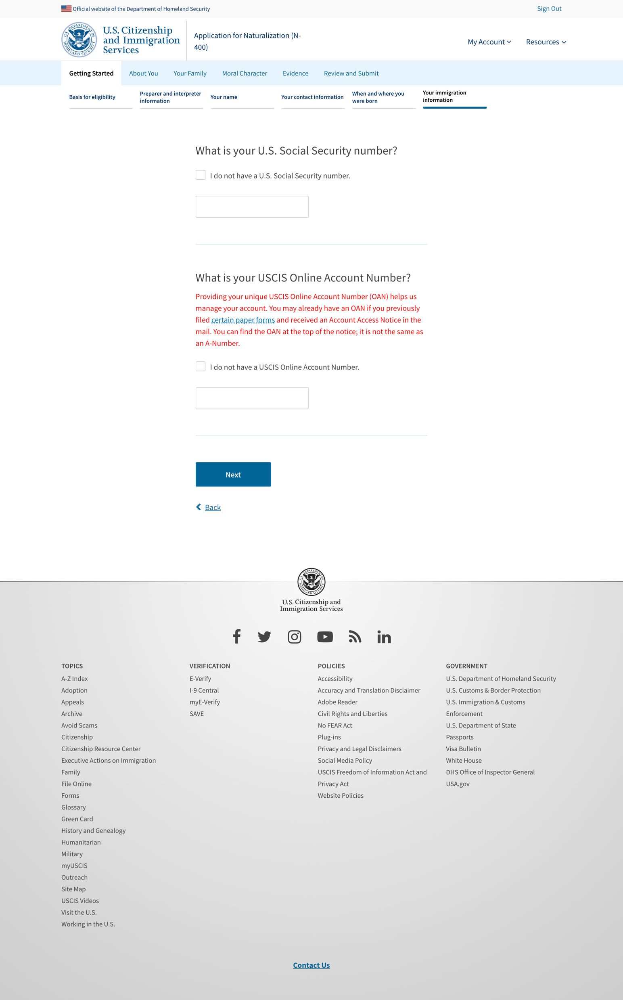 Official website of the Department of Homeland Security
Sign Out
U.S. Citizenship
and Immigration
Services
Application for Naturalization (N-
400)
My Account
Resources
Getting Started
About You
Your Family
Moral Character
Evidence
Review and Submit
Basis for eligibility
Preparer and interpreter
information
Your name
Your contact information
When and where you
were born
Your immigration
information
What is your U.S. Social Security number?
I do not have a U.S. Social Security number.
What is your USCIS Online Account Number?
Providing your unique USCIS Online Account Number (OAN) helps us
manage your account. You may already have an OAN if you previously
filed certain paper forms and received an Account Access Notice in the
mail. You can find the OAN at the top of the notice; it is not the same as
an A-Number.
I do not have a USCIS Online Account Number.
Next
Back
U.S. DEPARTMENT OF HOMELAND SECURITY
U.S. Citizenship and
Immigration Services
TOPICS
A-Z Index
Adoption
Appeals
Archive
Avoid Scams
Citizenship
Citizenship Resource Center
Executive Actions on Immigration
Family
File Online
Forms
Glossary
Green Card
History and Genealogy
Humanitarian
Military
myUSCIS
Outreach
Site Map
USCIS Videos
Visit the U.S.
Working in the U.S.
VERIFICATION
E-Verify
I-9 Central
myE-Verify
SAVE
POLICIES
Accessibility
Accuracy and Translation Disclaimer
Adobe Reader
Civil Rights and Liberties
No FEAR Act
Plug-ins
Privacy and Legal Disclaimers
Social Media Policy
USCIS Freedom of Information Act and
Privacy Act
Website Policies
GOVERNMENT
U.S. Department of Homeland Security
U.S. Customs & Border Protection
U.S. Immigration & Customs
Enforcement
U.S. Department of State
Passports
Visa Bulletin
White House
DHS Office of Inspector General
USA.gov
Contact Us